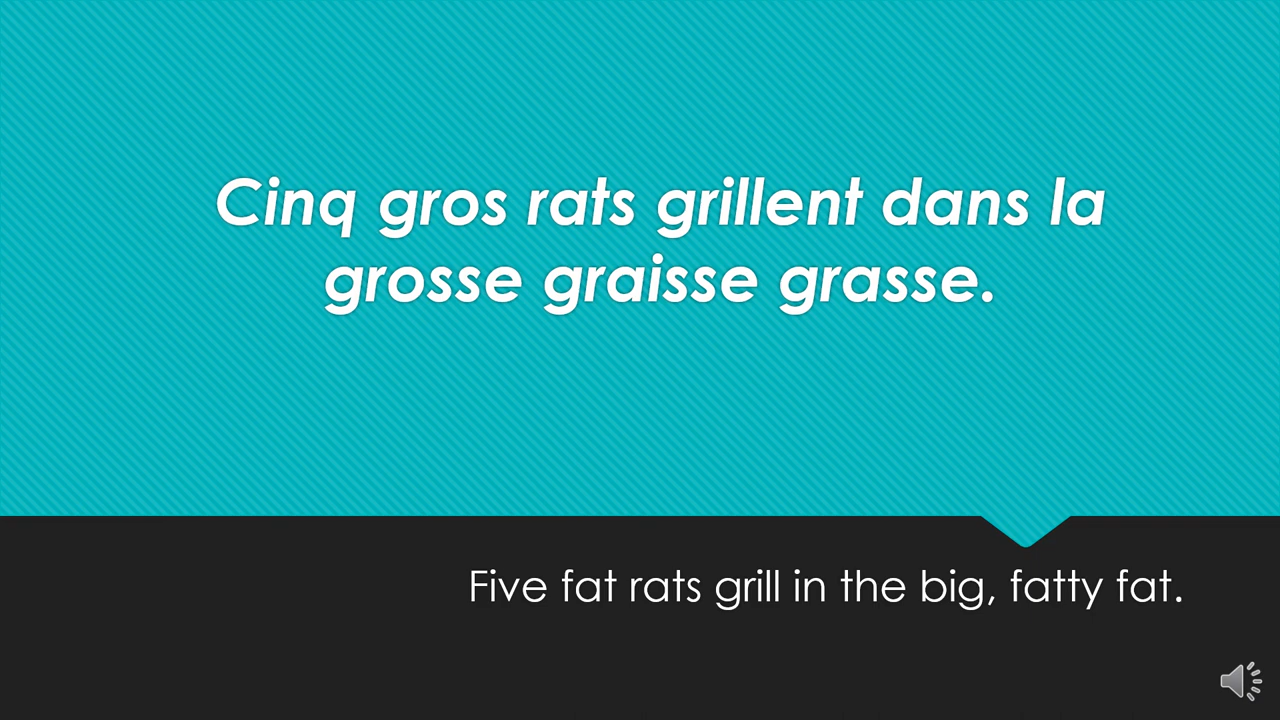 Cinq gros rats grillent dans la
grosse graisse grasse.
Five fat rats grill in the big, fatty fat.